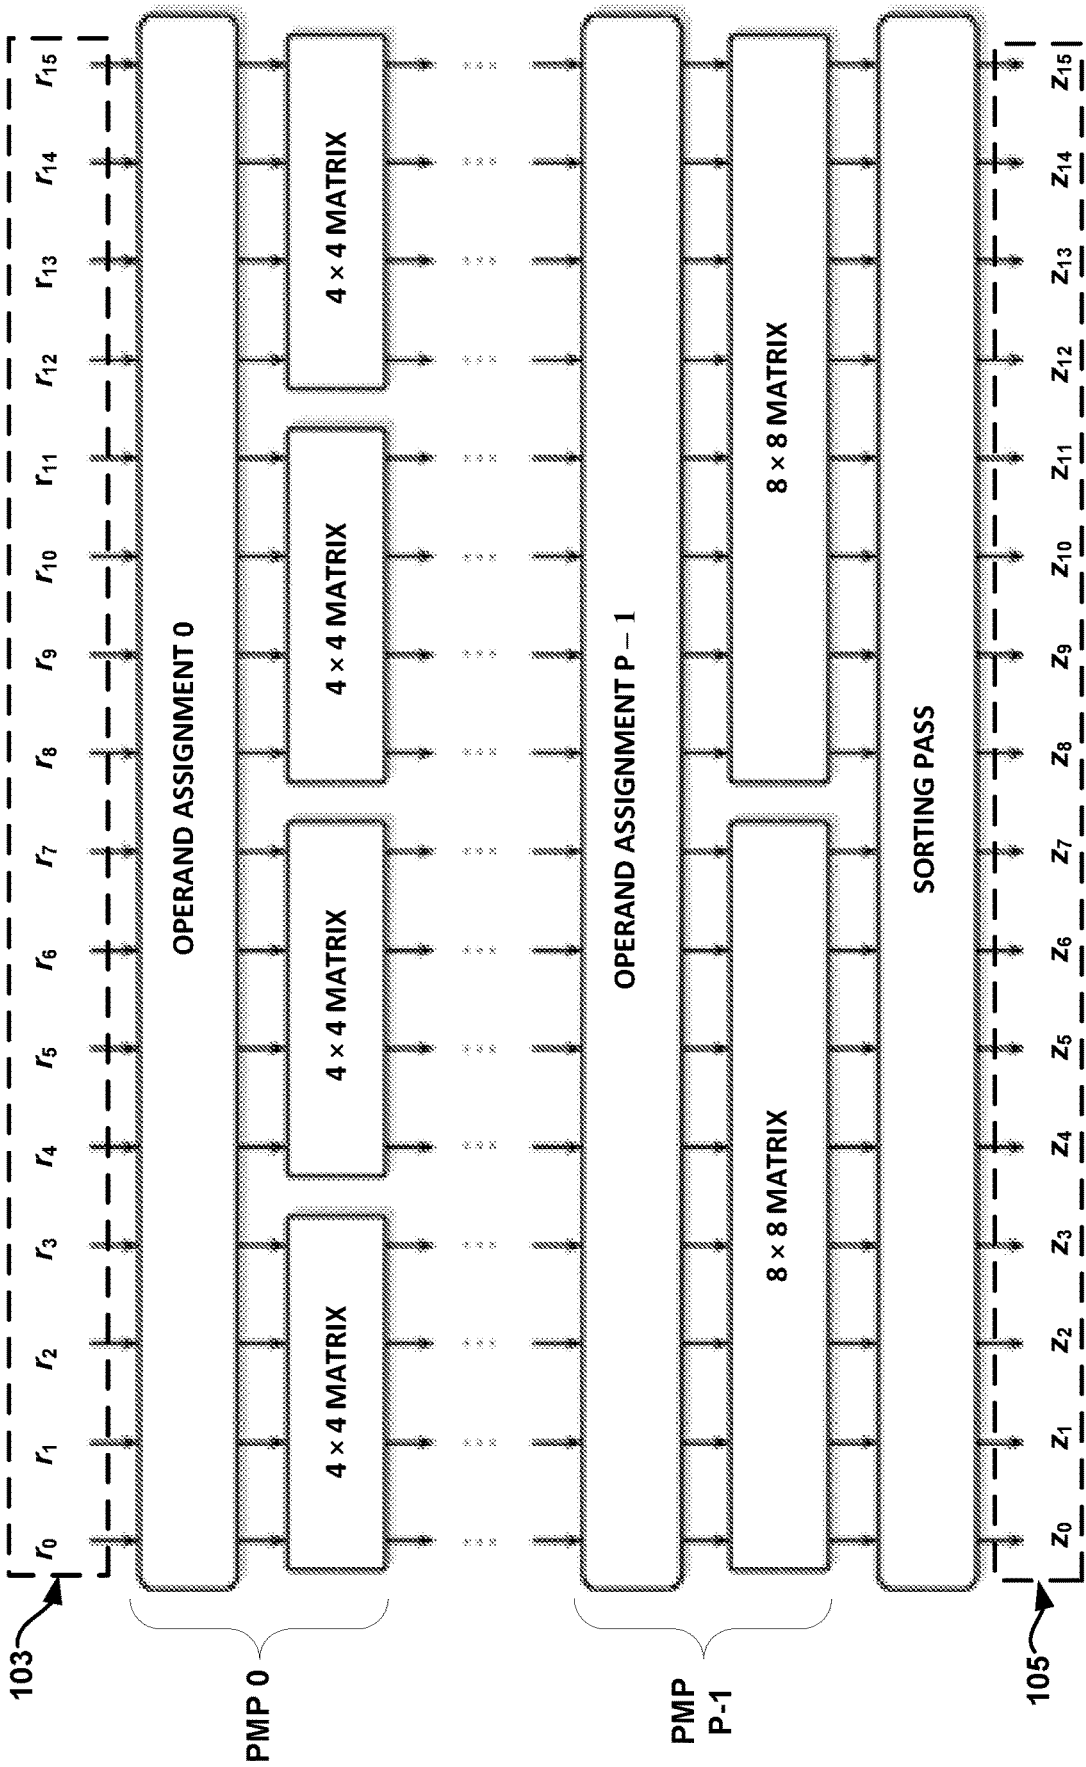 103
r0 r1 r2 r3 r4 r5 r6 r7 r8 r9 r10 r11 r12 r13 r14 r15
PMP 0
OPERAND ASSIGNMENT 0
4 × 4 MATRIX
4 × 4 MATRIX
4 × 4 MATRIX
4 × 4 MATRIX
... ... ... ... ... ... ... ... ... ... ... ... ... ... ... ...
PMP
P-1
OPERAND ASSIGNMENT P – 1
8 × 8 MATRIX
8 × 8 MATRIX
SORTING PASS
105
z0 z1 z2 z3 z4 z5 z6 z7 z8 z9 z10 z11 z12 z13 z14 z15